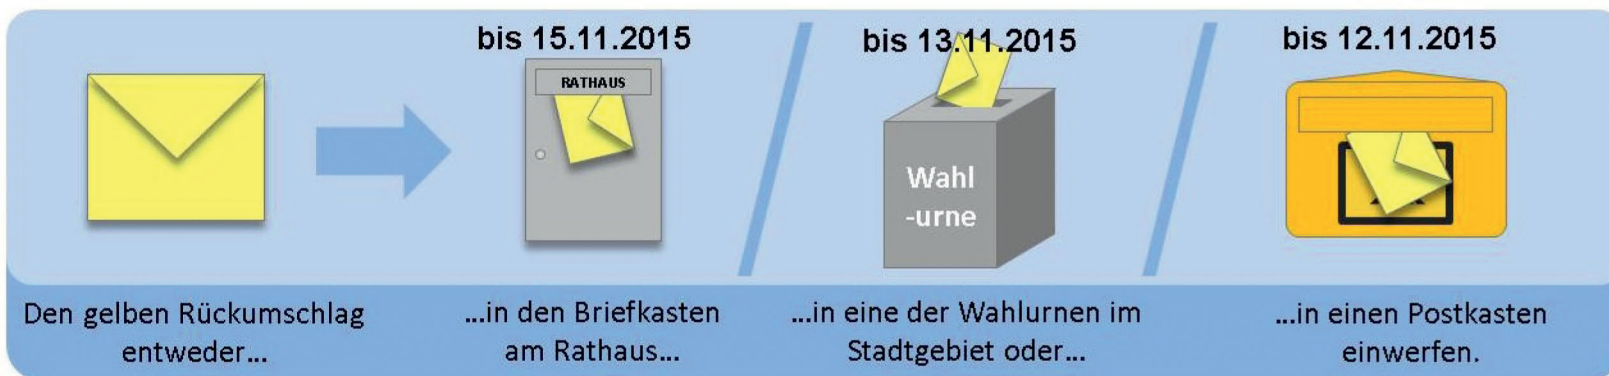 bis 15.11.2015
bis 13.11.2015
bis 12.11.2015
RATHAUS
Wahl
-urne
Den gelben Rückumschlag
entweder...
...in den Briefkasten
am Rathaus...
...in eine der Wahlurnen im
Stadtgebiet oder...
...in einen Postkasten
einwerfen.